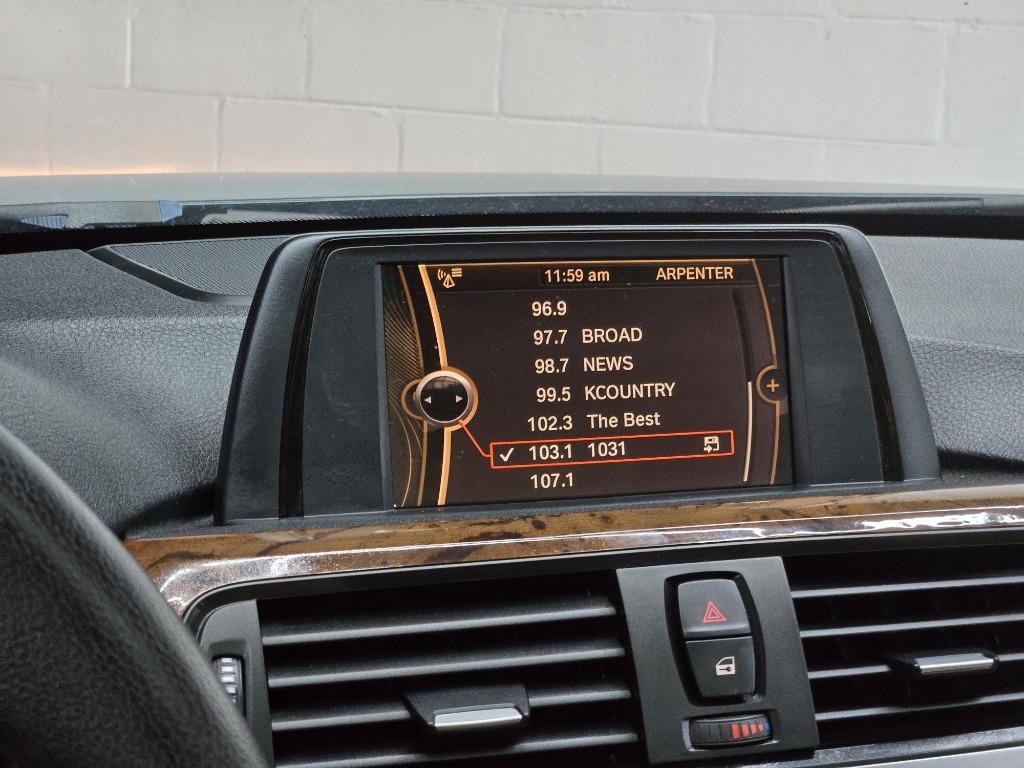 11:59 am ARPENTER
96.9
97.7 BROAD
98.7 NEWS
99.5 KCOUNTRY
102.3 The Best
103.1 1031
107.1